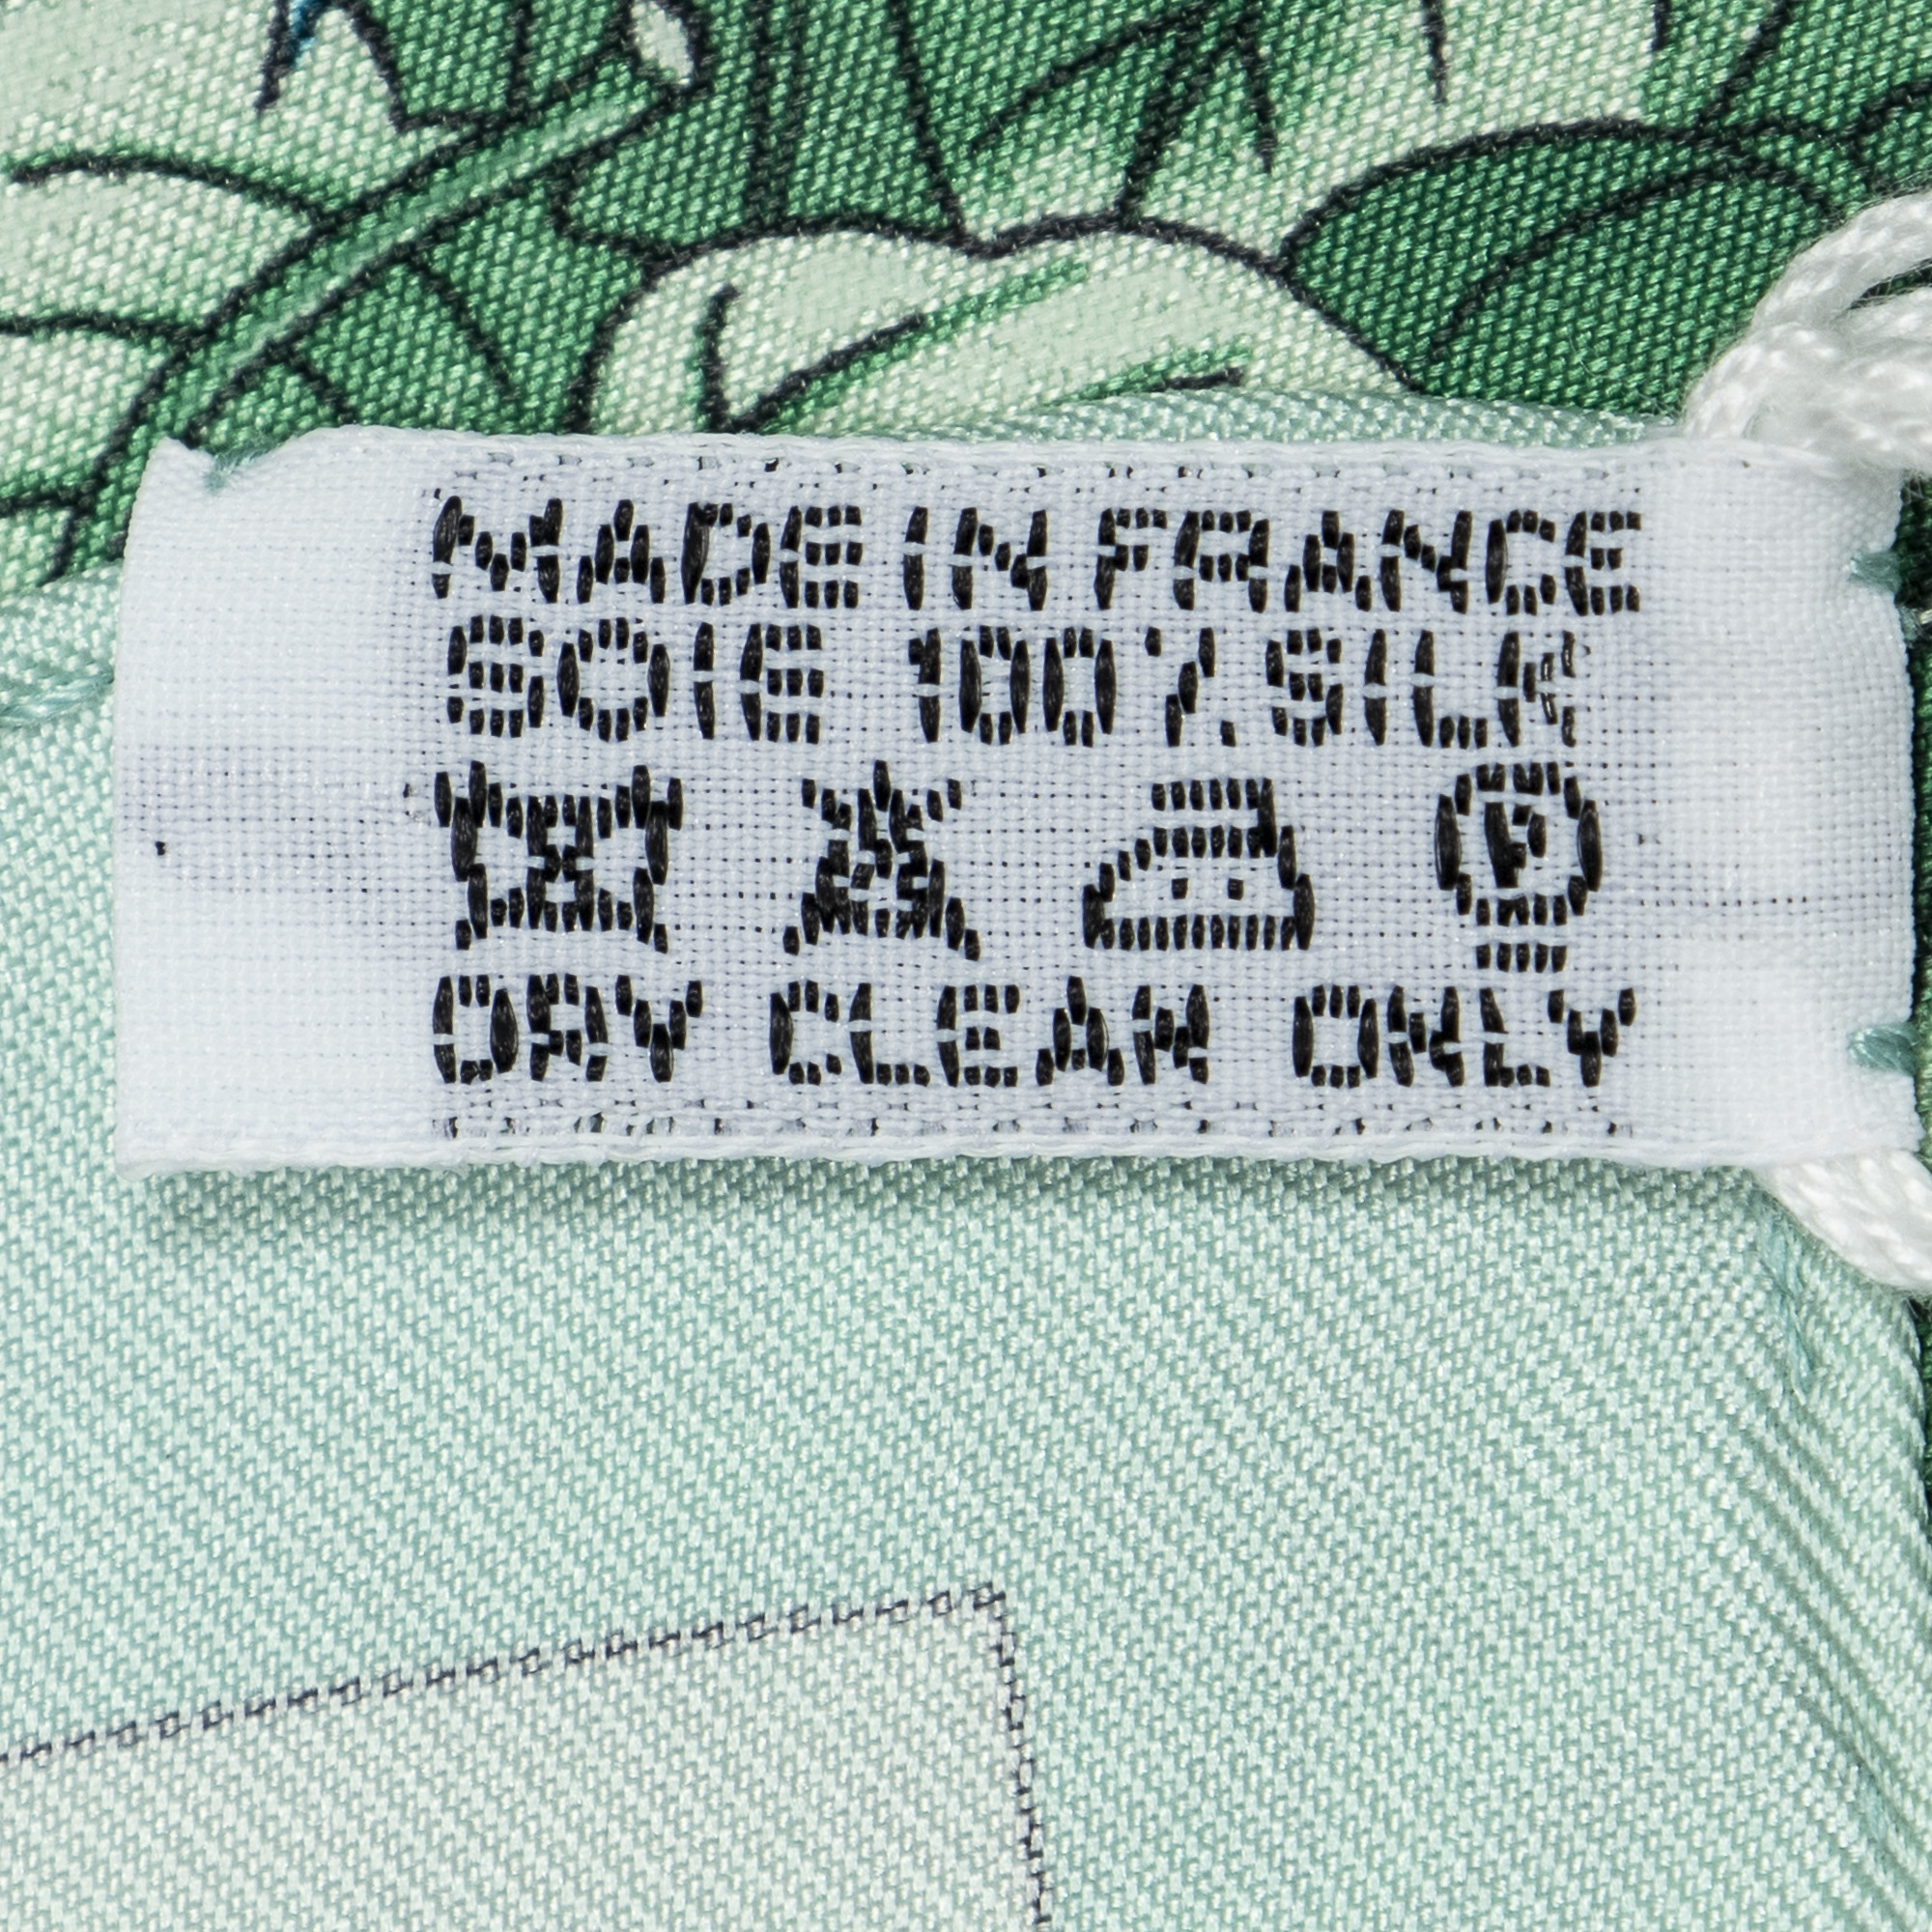 MADE IN FRANCE
SOIE 100% SILK
P
DRY CLEAN ONLY